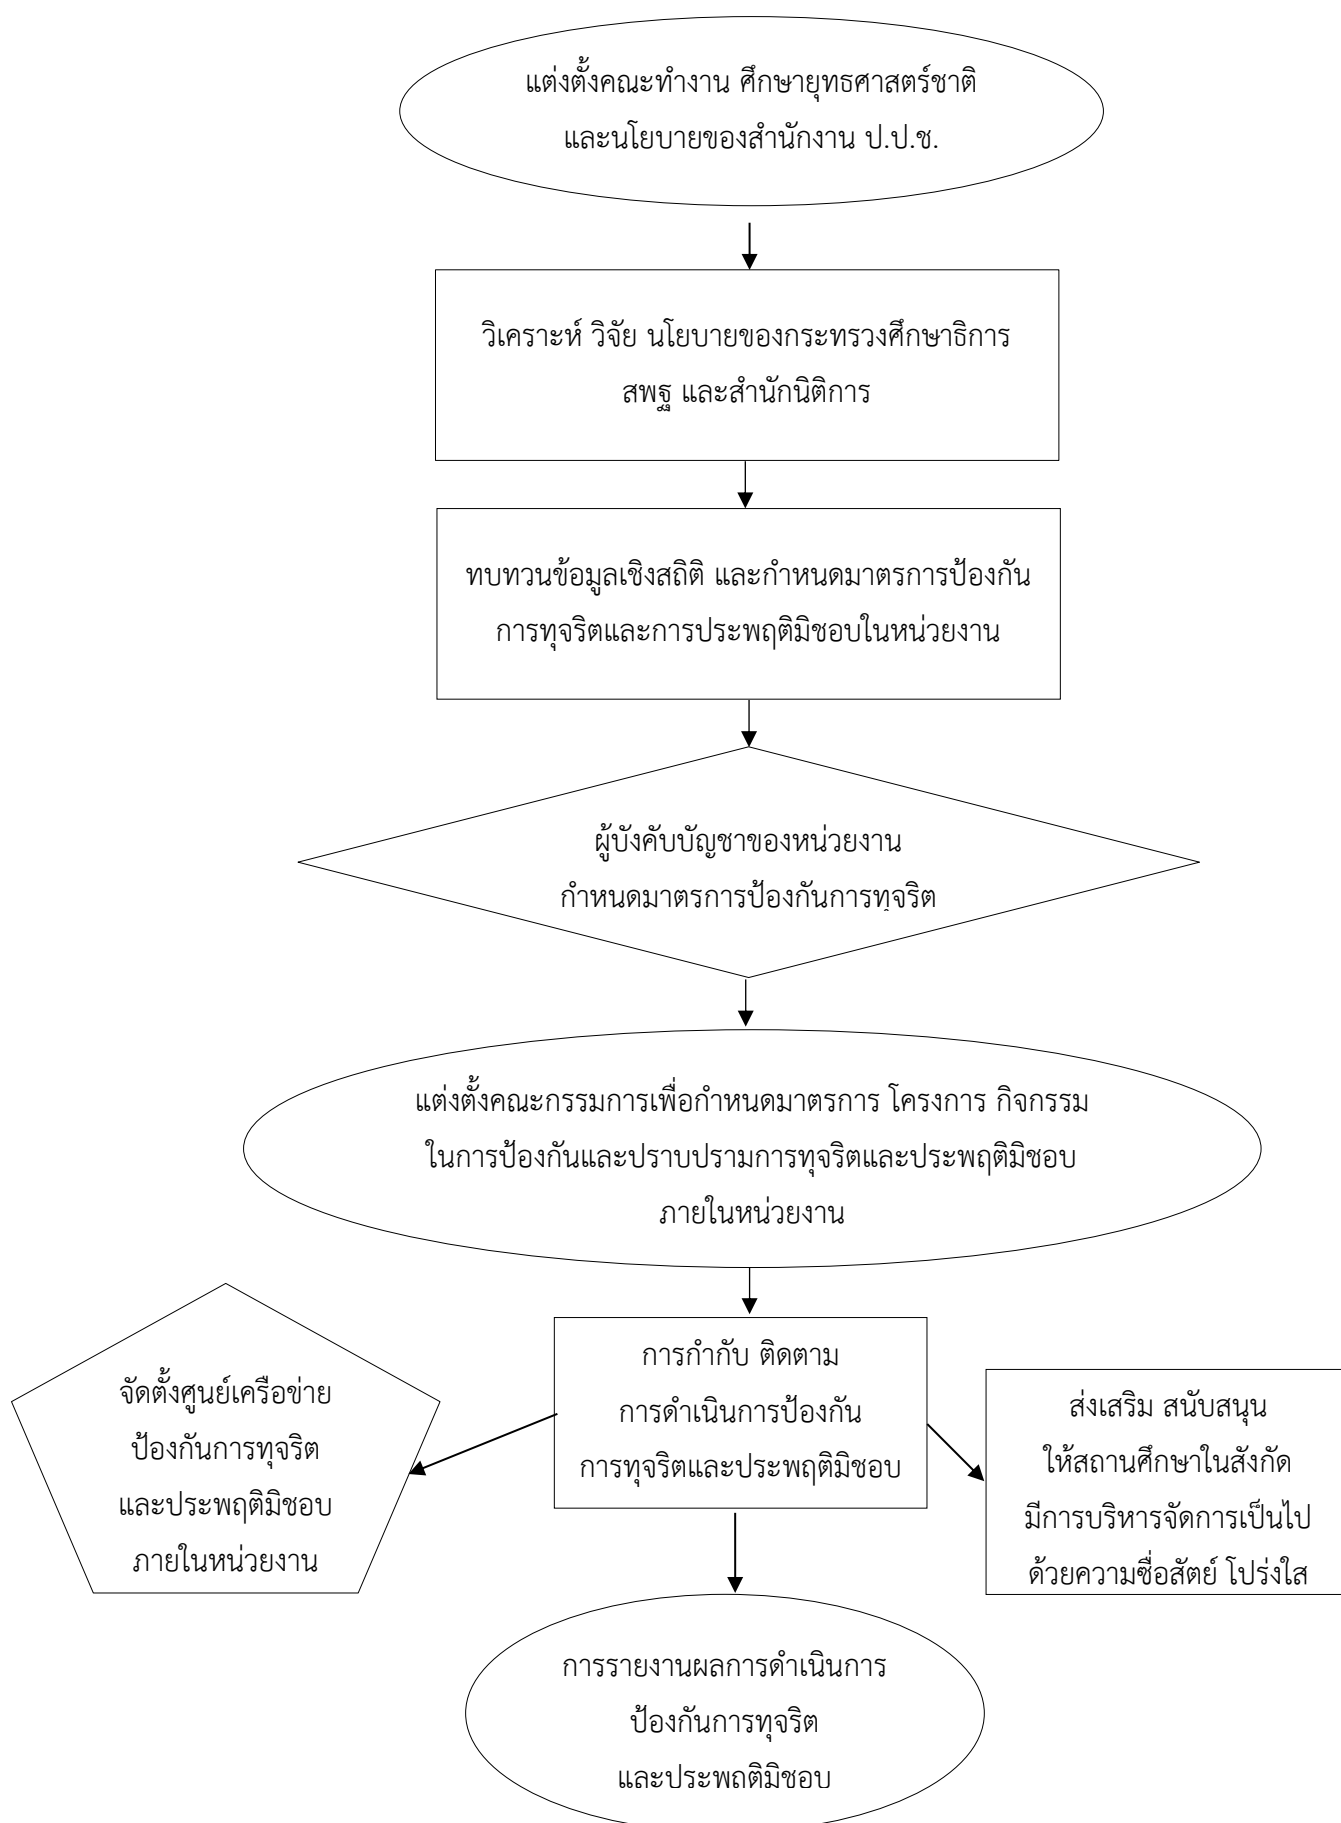 แต่งตั้งคณะทำงาน ศึกษายุทธศาสตร์ชาติ
และนโยบายของสำนักงาน ป.ป.ช.
วิเคราะห์ วิจัย นโยบายของกระทรวงศึกษาธิการ
สพฐ และสำนักนิติการ
ทบทวนข้อมูลเชิงสถิติ และกำหนดมาตรการป้องกัน
การทุจริตและการประพฤติมิชอบในหน่วยงาน
ผู้บังคับบัญชาของหน่วยงาน
กำหนดมาตรการป้องกันการทุจริต
แต่งตั้งคณะกรรมการเพื่อกำหนดมาตรการ โครงการ กิจกรรม
ในการป้องกันและปราบปรามการทุจริตและประพฤติมิชอบ
ภายในหน่วยงาน
จัดตั้งศูนย์เครือข่าย
ป้องกันการทุจริต
และประพฤติมิชอบ
ภายในหน่วยงาน
การกำกับ ติดตาม
การดำเนินการป้องกัน
การทุจริตและประพฤติมิชอบ
ส่งเสริม สนับสนุน
ให้สถานศึกษาในสังกัด
มีการบริหารจัดการเป็นไป
ด้วยความซื่อสัตย์ โปร่งใส
การรายงานผลการดำเนินการ
ป้องกันการทุจริต
และประพฤติมิชอบ